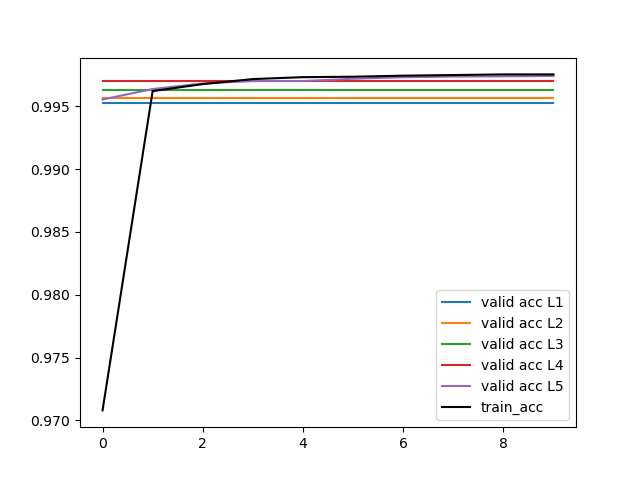 0.995
0.990
0.985
0.980
0.975
0.970
0 2 4 6 8
valid acc L1
valid acc L2
valid acc L3
valid acc L4
valid acc L5
train_acc